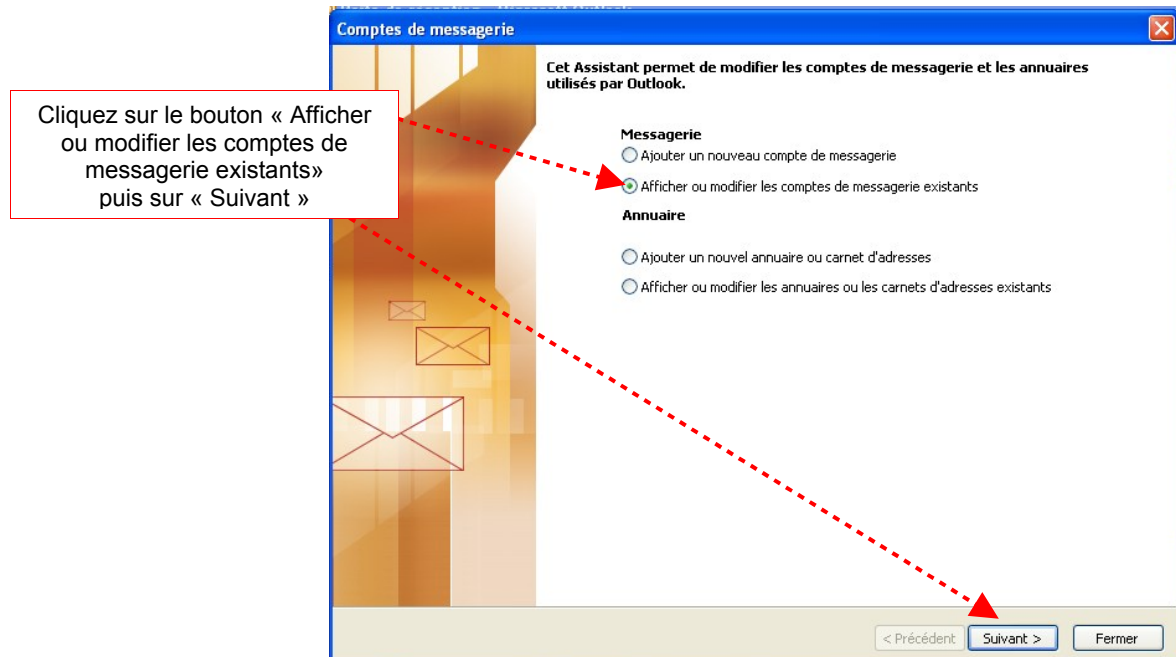 Comptes de messagerie
Cet Assistant permet de modifier les comptes de messagerie et les annuaires
utilisés par Outlook.
Cliquez sur le bouton « Afficher
ou modifier les comptes de
messagerie existants»
puis sur « Suivant »
Messagerie
Ajouter un nouveau compte de messagerie
Afficher ou modifier les comptes de messagerie existants
Annuaire
Ajouter un nouvel annuaire ou carnet d'adresses
Afficher ou modifier les annuaires ou les carnets d'adresses existants
< Précédent
Suivant >
Fermer